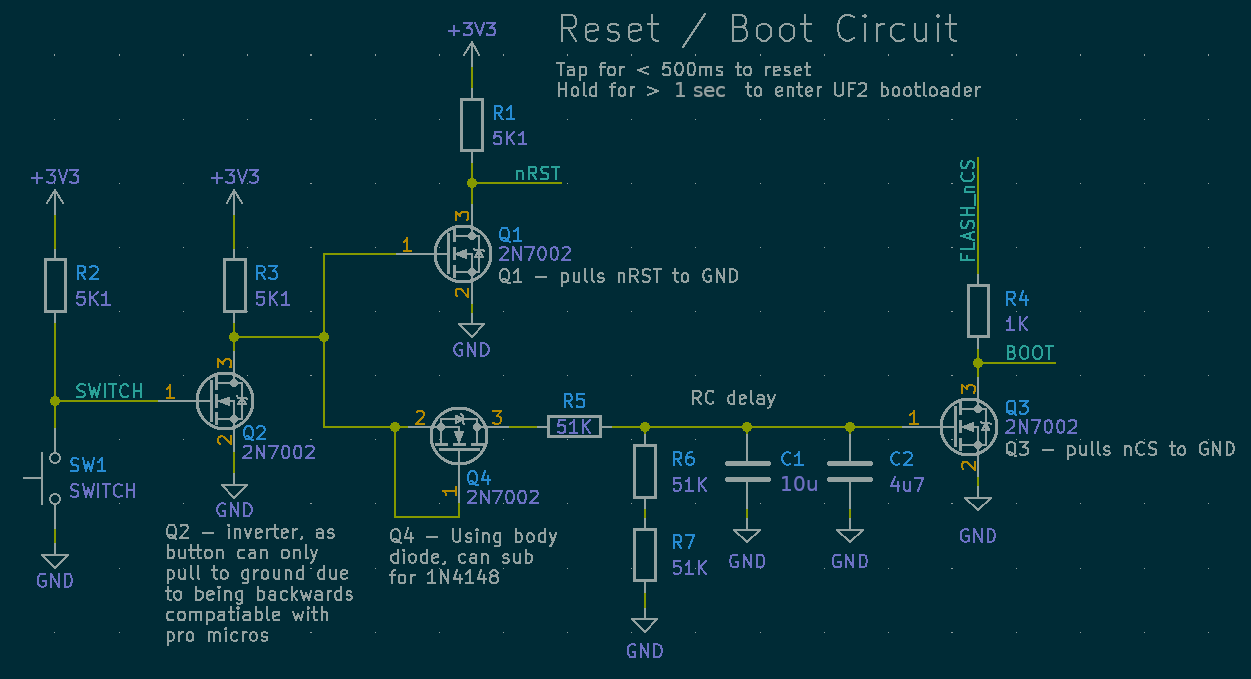 Reset / Boot Circuit
Tap for < 500ms to reset
Hold for > 1 sec to enter UF2 bootloader
+3V3
R1
5K1
nRST
+3V3
+3V3
FLASH_nCS
3
Q1
1
2N7002
Q1 – pulls nRST to GND
2
R2
5K1
R3
5K1
R4
1K
GND
BOOT
3
SWITCH
1
2
Q2
2N7002
GND
SW1
SWITCH
GND
Q2 – inverter, as
button can only
pull to ground due
to being backwards
compatiable with
pro micros
2
3
1
Q4
2N7002
Q4 – Using body
diode, can sub
for 1N4148
R5
51K
RC delay
R6
51K
R7
51K
GND
C1
10u
GND
C2
4u7
GND
3
1
Q3
2N7002
Q3 – pulls nCS to GND
2
GND